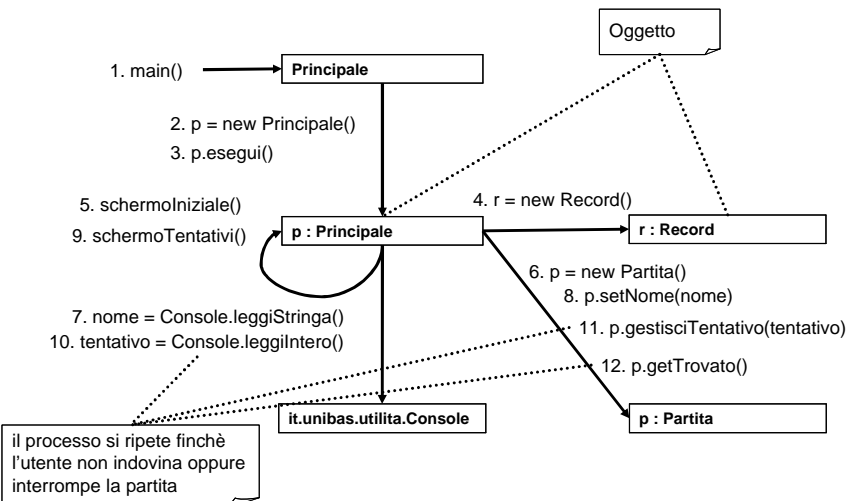 Oggetto
1. main()
Principale
2. p = new Principale()
3. p.esegui()
5. schermoIniziale()
9. schermoTentativi()
4. r = new Record()
p : Principale
r : Record
6. p = new Partita()
8. p.setNome(nome)
7. nome = Console.leggiStringa()
11. p.gestisciTentativo(tentativo)
10. tentativo = Console.leggiIntero()
12. p.getTrovato()
it.unibas.utilita.Console
p : Partita
il processo si ripete finchè
l'utente non indovina oppure
interrompe la partita